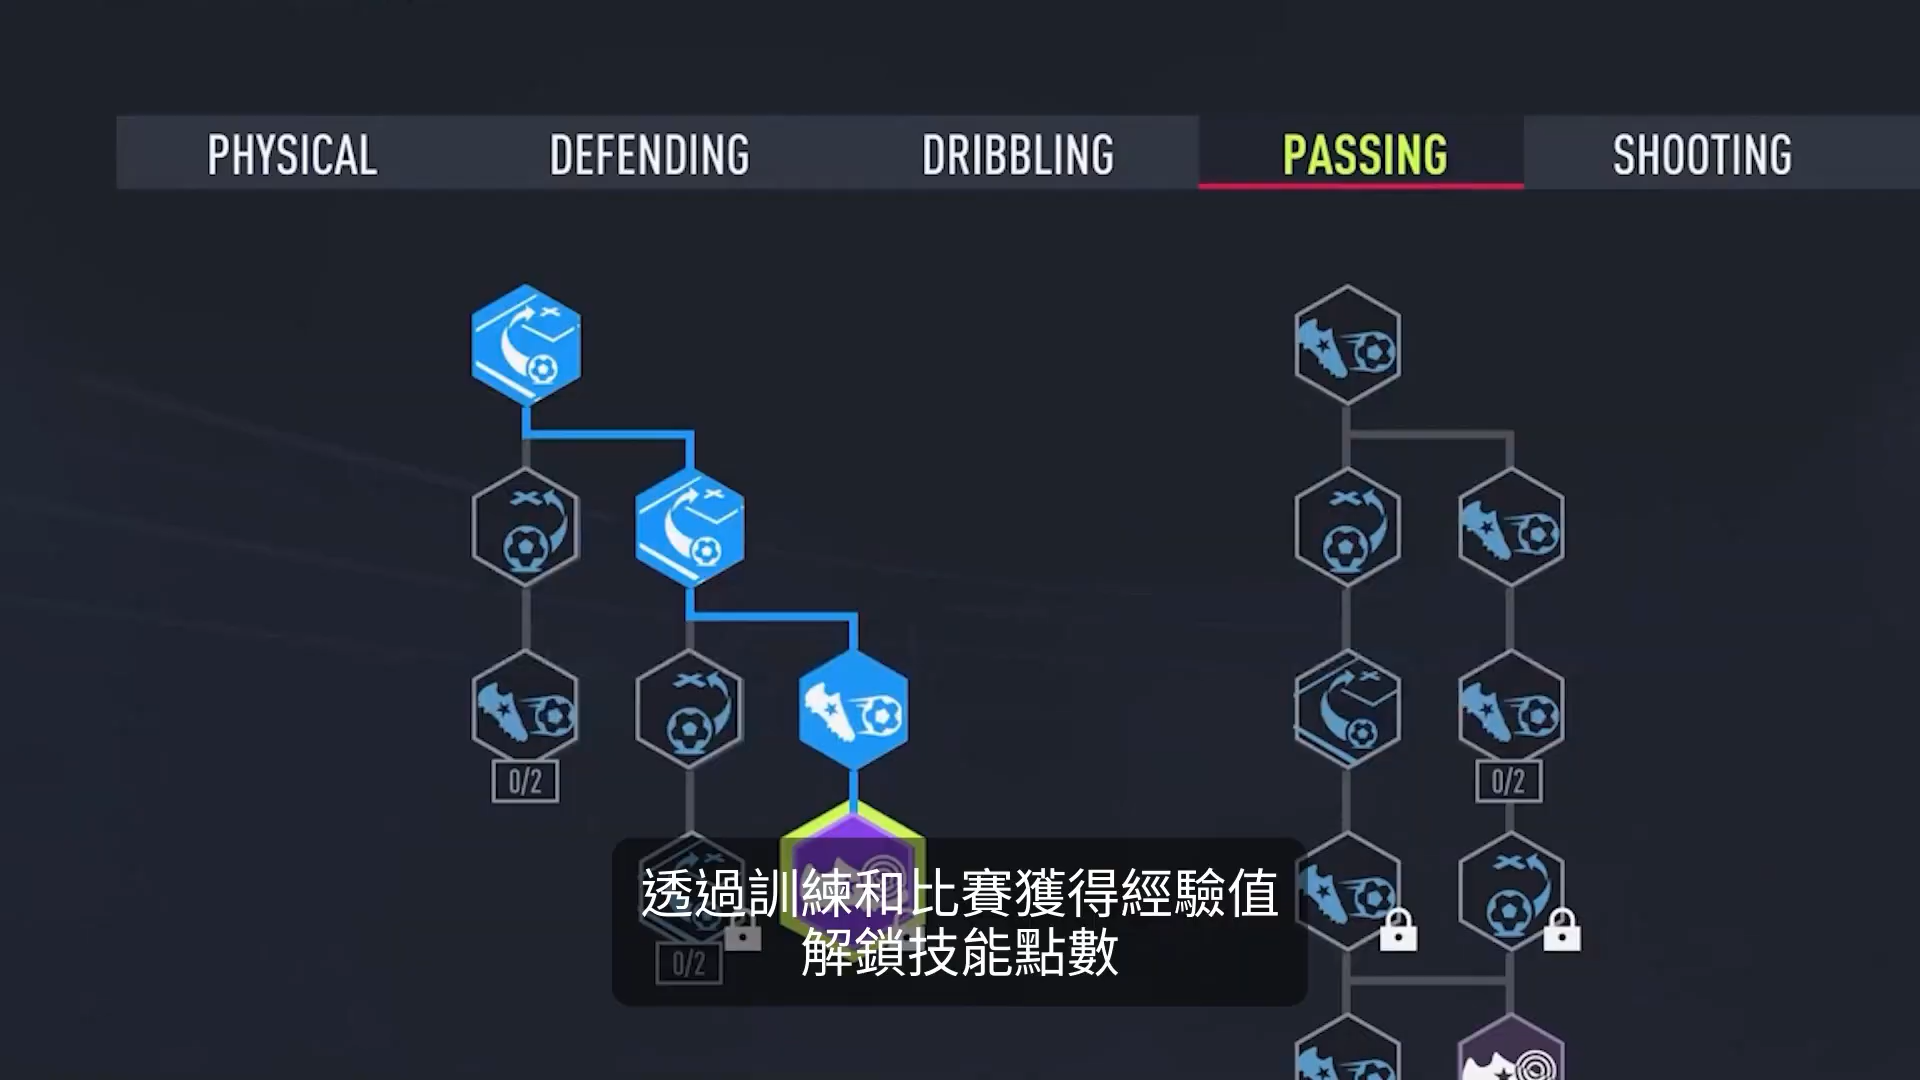 PHYSICAL
DEFENDING
DRIBBLING
PASSING
SHOOTING
0/2
0/2
透過訓練和比賽獲得經驗值
解鎖技能點數
0/2